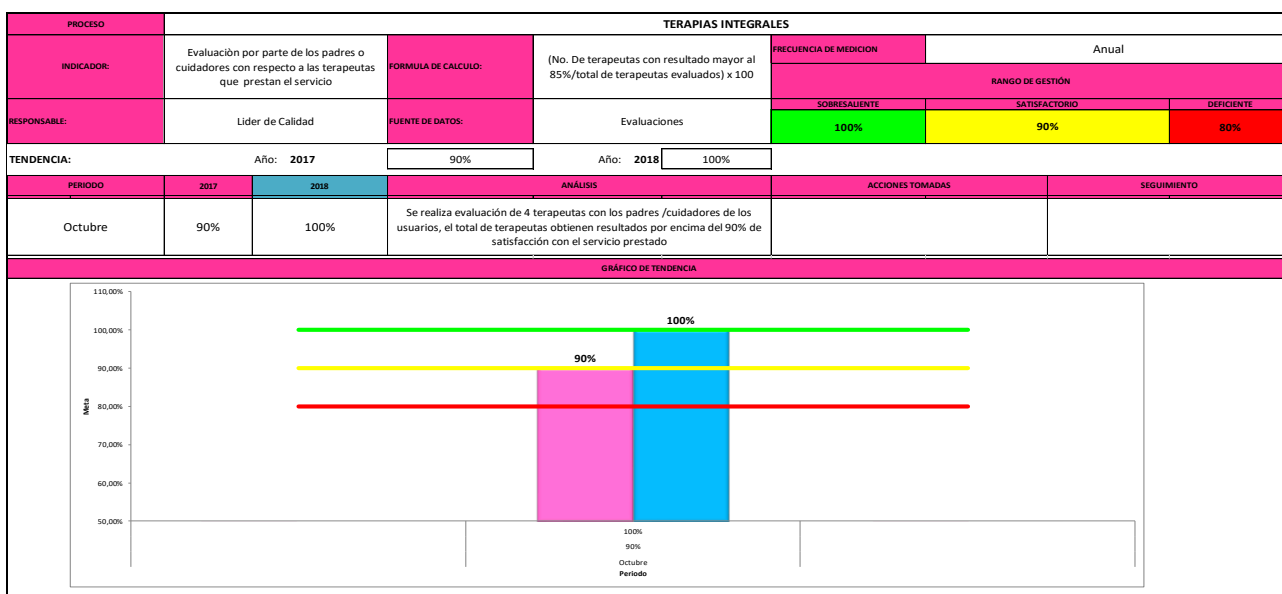 PROCESO
TERAPIAS INTEGRALES
INDICADOR:
Evaluaciòn por parte de los padres o
cuidadores con respecto a las terapeutas
que prestan el servicio
FORMULA DE CALCULO:
(No. De terapeutas con resultado mayor al
85%/total de terapeutas evaluados) x 100
FRECUENCIA DE MEDICION
Anual
RANGO DE GESTIÓN
RESPONSABLE:
Lider de Calidad
FUENTE DE DATOS:
Evaluaciones
SOBRESALIENTE
SATISFACTORIO
DEFICIENTE
100%
90%
80%
TENDENCIA:
Año: 2017
90%
Año: 2018
100%
PERIODO
2017
2018
ANÁLISIS
ACCIONES TOMADAS
SEGUIMIENTO
Octubre
90%
100%
Se realiza evaluación de 4 terapeutas con los padres /cuidadores de los
usuarios, el total de terapeutas obtienen resultados por encima del 90% de
satisfacción con el servicio prestado
GRÁFICO DE TENDENCIA
110,00%
100,00%
90,00%
80,00%
70,00%
60,00%
50,00%
Meta
90%
100%
100%
90%
Octubre
Periodo